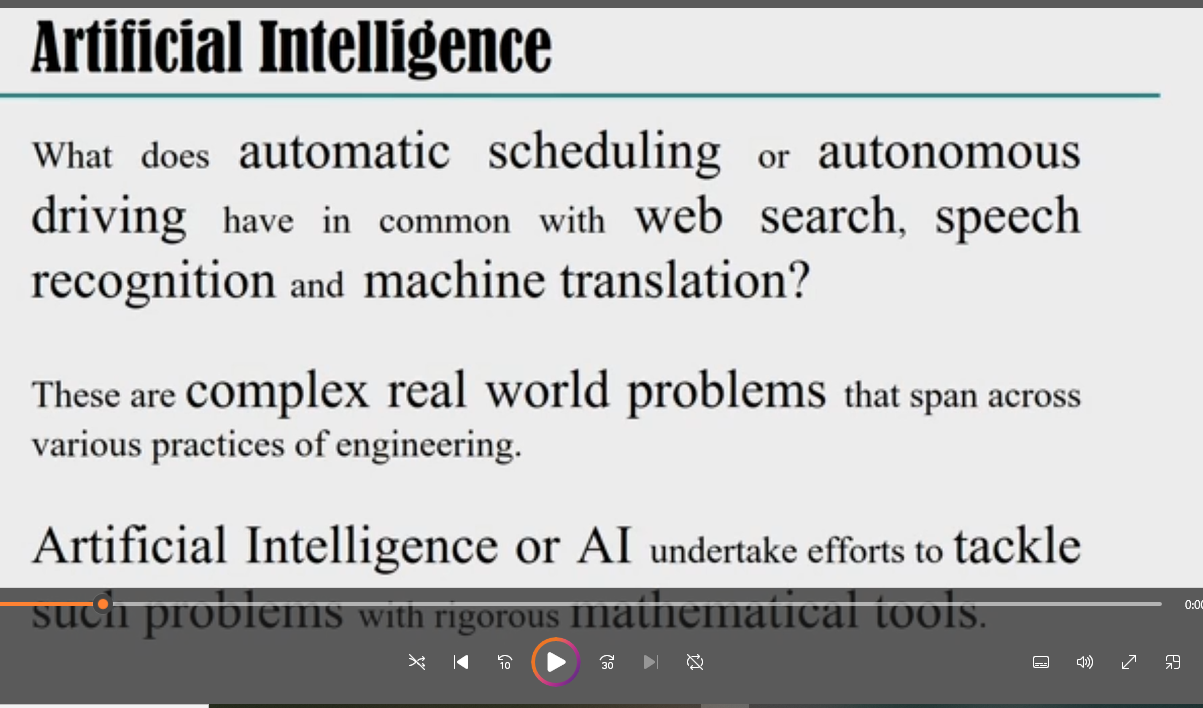 Artificial Intelligence
What does automatic scheduling or autonomous
driving have in common with web search, speech
recognition and machine translation?
These are complex real world problems that span across
various practices of engineering.
Artificial Intelligence or AI undertake efforts to tackle
such problems with rigorous mathematical tools.
0:00
10
30